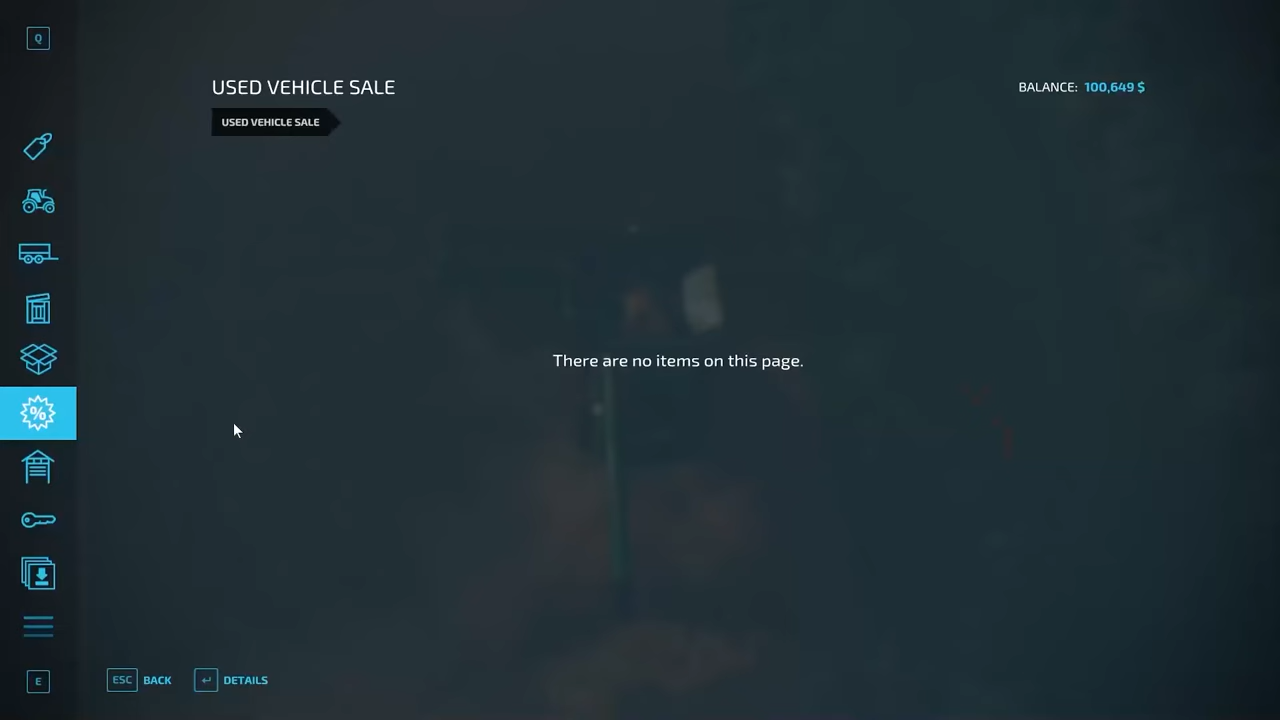 Q
USED VEHICLE SALE
BALANCE: 100,649 $
USED VEHICLE SALE
%
There are no items on this page.
E
ESC BACK ↵ DETAILS